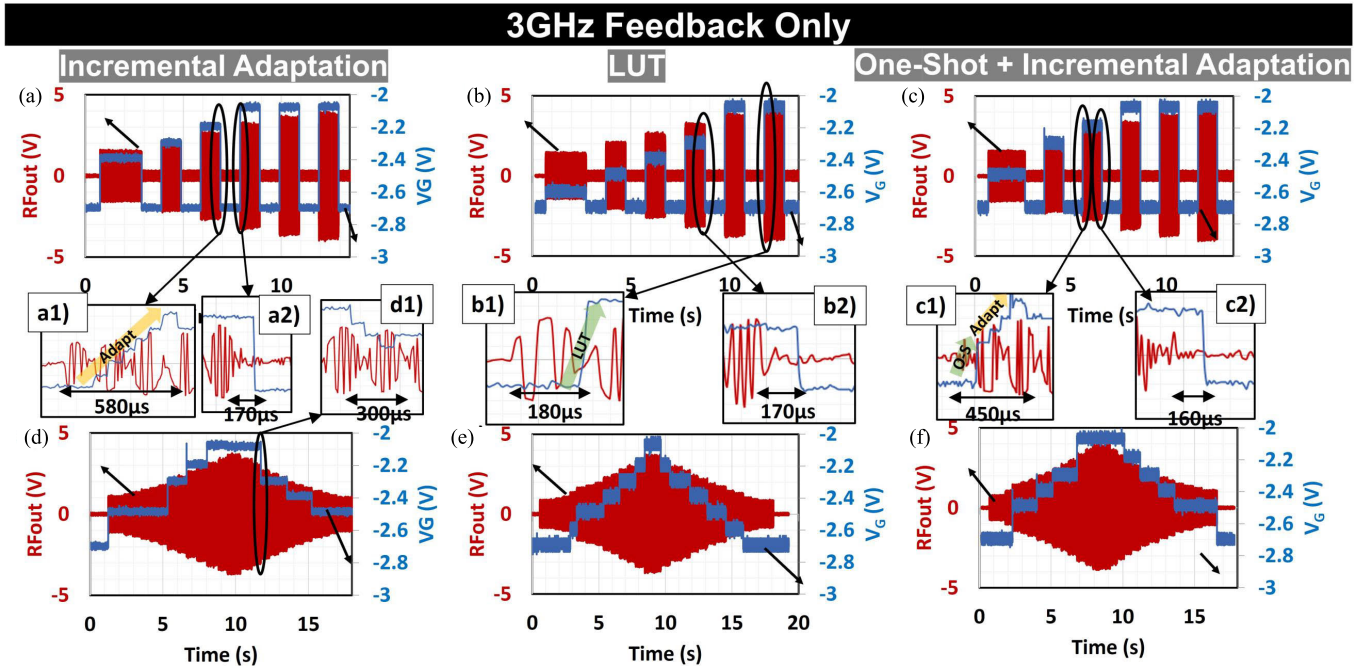 3GHz Feedback Only
Incremental Adaptation
LUT
One-Shot + Incremental Adaptation
(a)
5
0
-5
RFout (V)
-2
-2.2
-2.4
-2.6
-2.8
-3
VG (V)
0
5
10
(b)
5
0
-5
RFout (V)
-2
-2.2
-2.4
-2.6
-2.8
-3
VG (V)
0
5
10
Time (s)
(c)
5
0
-5
RFout (V)
-2
-2.2
-2.4
-2.6
-2.8
-3
VG (V)
0
5
10
Time (s)
a1)
Adapt
580μs
a2)
170μs
d1)
300μs
b1)
LUT
180μs
b2)
170μs
c1)
O-S
Adapt
450μs
c2)
160μs
(d)
5
0
-5
RFout (V)
-2
-2.2
-2.4
-2.6
-2.8
-3
VG (V)
0
5
10
15
Time (s)
(e)
5
0
-5
RFout (V)
-2
-2.2
-2.4
-2.6
-2.8
-3
VG (V)
0
5
10
15
20
Time (s)
(f)
5
0
-5
RFout (V)
-2
-2.2
-2.4
-2.6
-2.8
-3
VG (V)
0
5
10
15
Time (s)